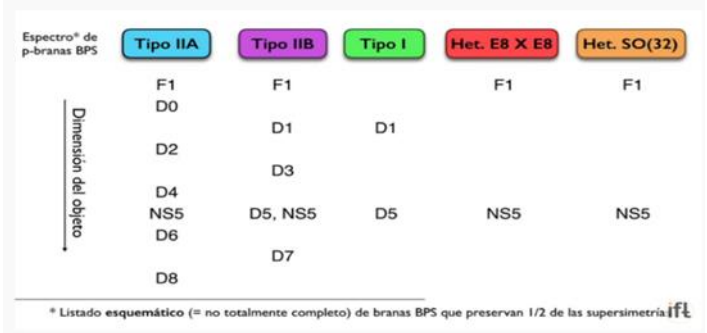 Espectro* de
p-branas BPS
Tipo IIA Tipo IIB Tipo I Het. E8 X E8 Het. SO(32)
F1 F1 F1 F1
D0
D1 D1
D2
D3
D4
NS5 D5, NS5 D5 NS5 NS5
D6
D7
D8
Dimensión del objeto
* Listado esquemático (= no totalmente completo) de branas BPS que preservan 1/2 de las supersimetría
ift